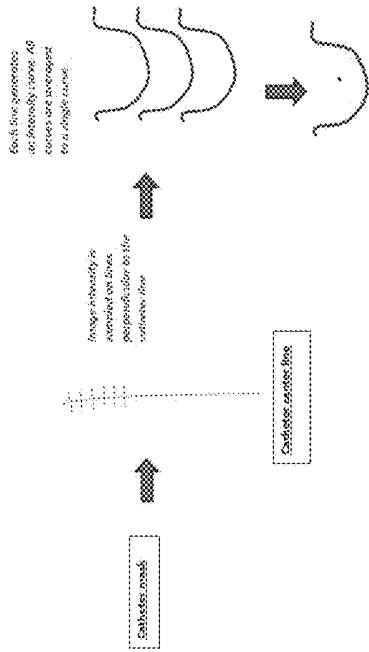 Catheter mask
Catheter center line
Image intensity is
sampled on lines
perpendicular to the
catheter line
Each line generates
an intensity curve. All
curves are averaged
to a single curve.